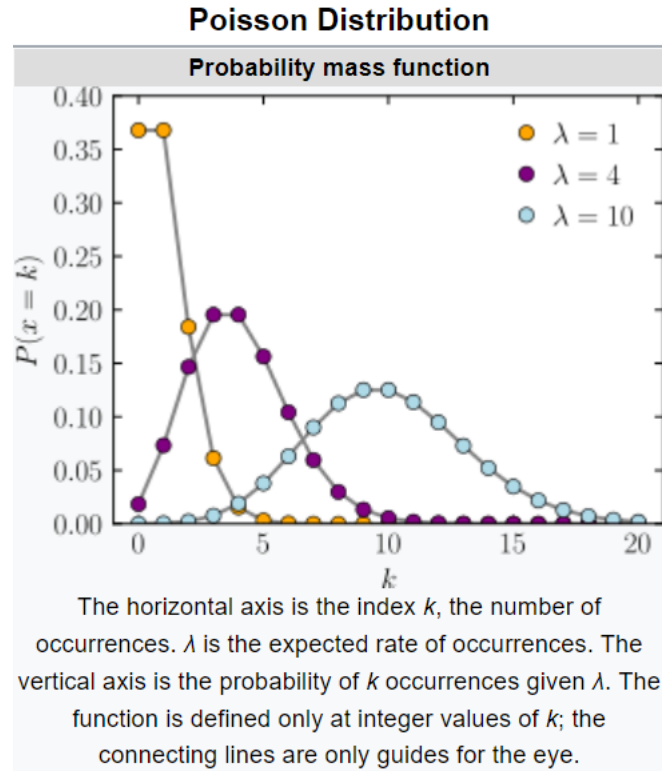 Poisson Distribution
Probability mass function
0.40
0.35
0.30
0.25
0.20
0.15
0.10
0.05
0.00
P(x = k)
λ = 1
λ = 4
λ = 10
0 5 10 15 20
k
The horizontal axis is the index k, the number of
occurrences. λ is the expected rate of occurrences. The
vertical axis is the probability of k occurrences given λ. The
function is defined only at integer values of k; the
connecting lines are only guides for the eye.